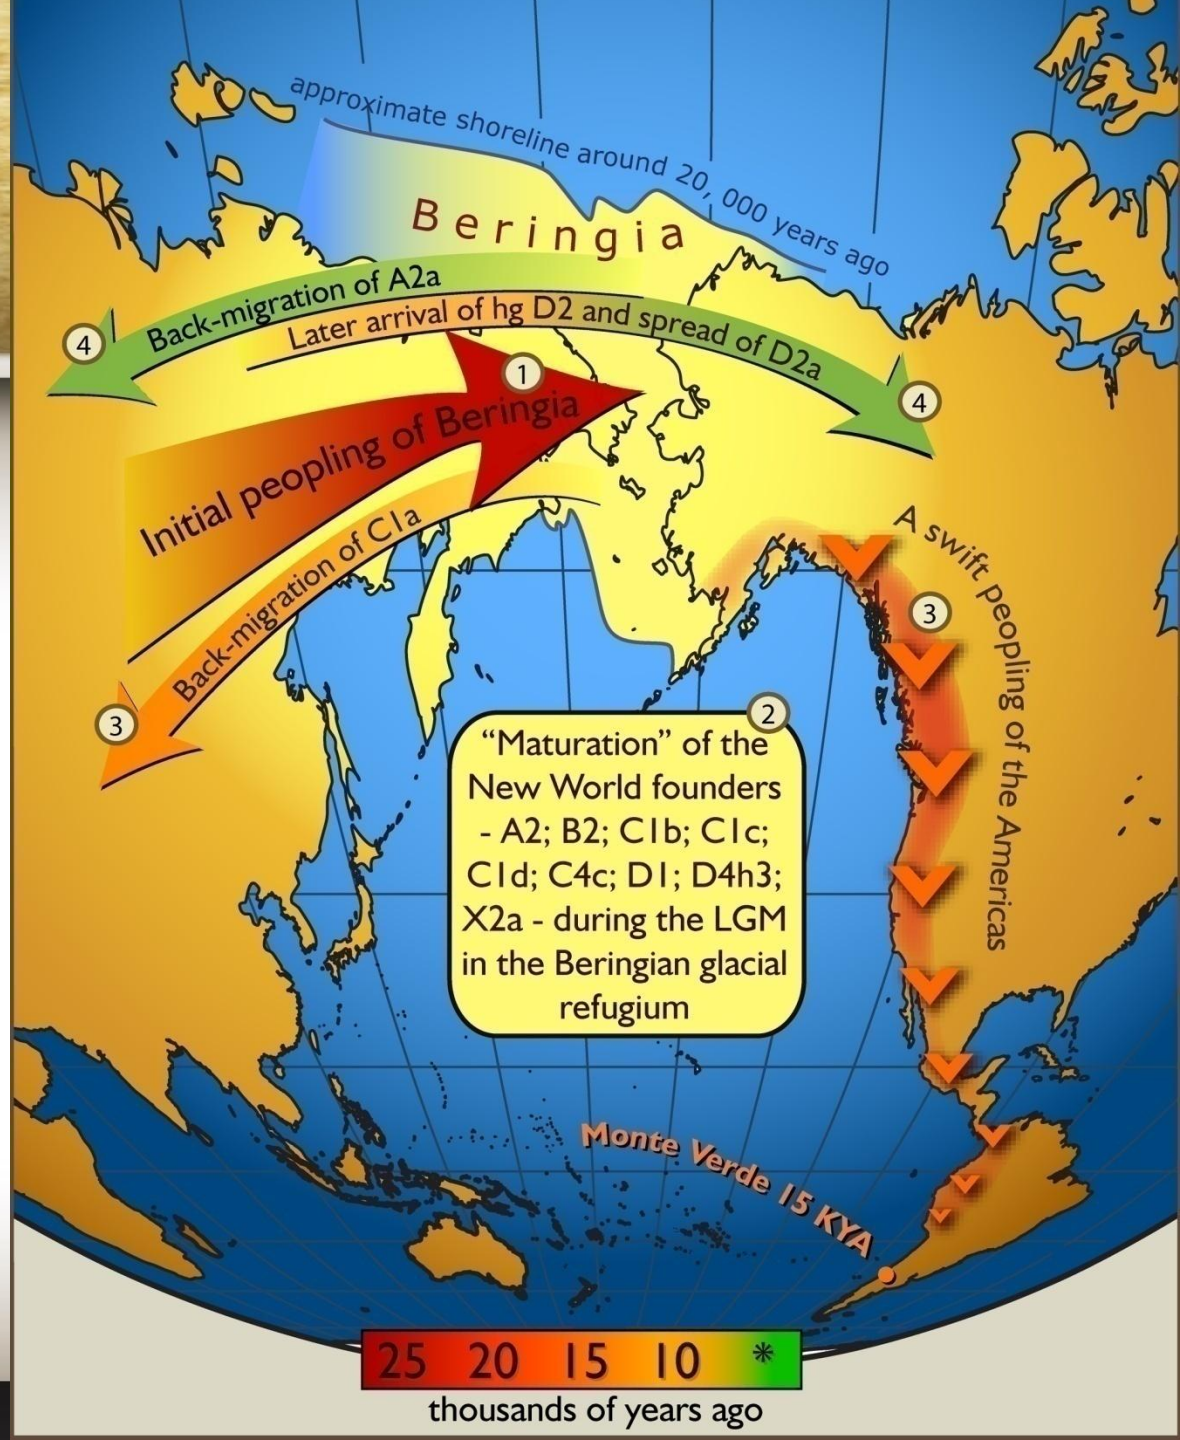 approximate shoreline around 20, 000 years ago
Beringia
Back-migration of A2a
Later arrival of hg D2 and spread of D2a
4
1
4
Initial peopling of Beringia
Back-migration of C1a
3
A swift peopling of the Americas
3
2
“Maturation” of the
New World founders
- A2; B2; C1b; C1c;
C1d; C4c; D1; D4h3;
X2a - during the LGM
in the Beringian glacial
refugium
Monte Verde 15 KYA
25 20 15 10 *
thousands of years ago